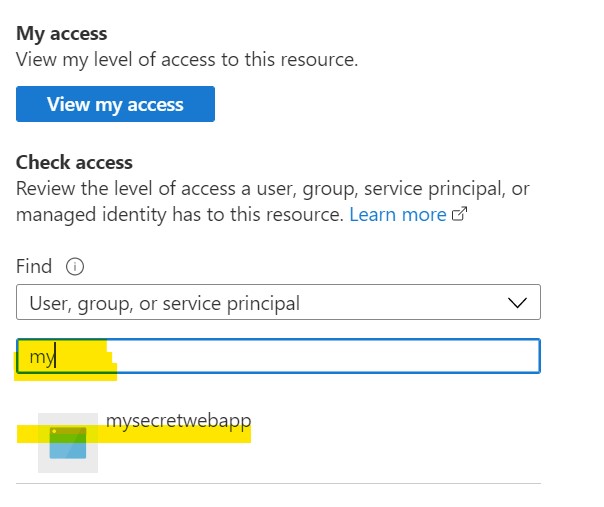 My access
View my level of access to this resource.
View my access
Check access
Review the level of access a user, group, service principal, or
managed identity has to this resource. Learn more
Find
User, group, or service principal
my
mysecretwebapp